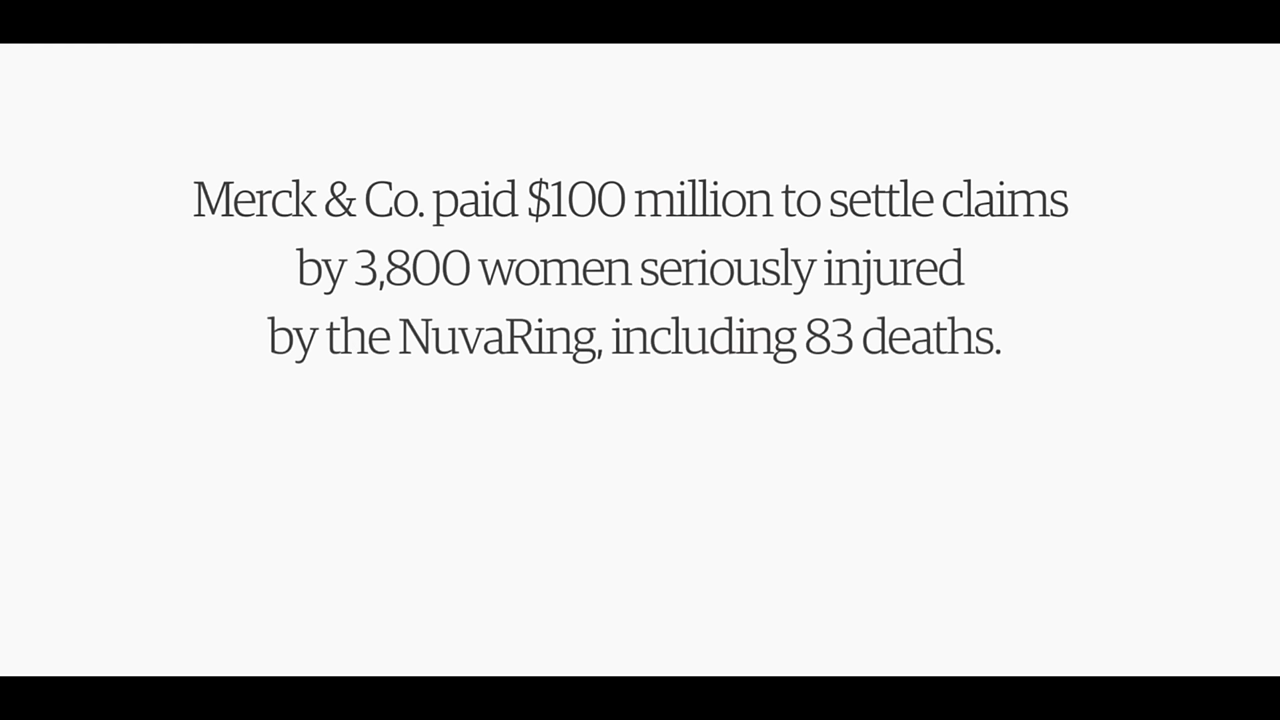 Merck & Co. paid $100 million to settle claims
by 3,800 women seriously injured
by the NuvaRing, including 83 deaths.